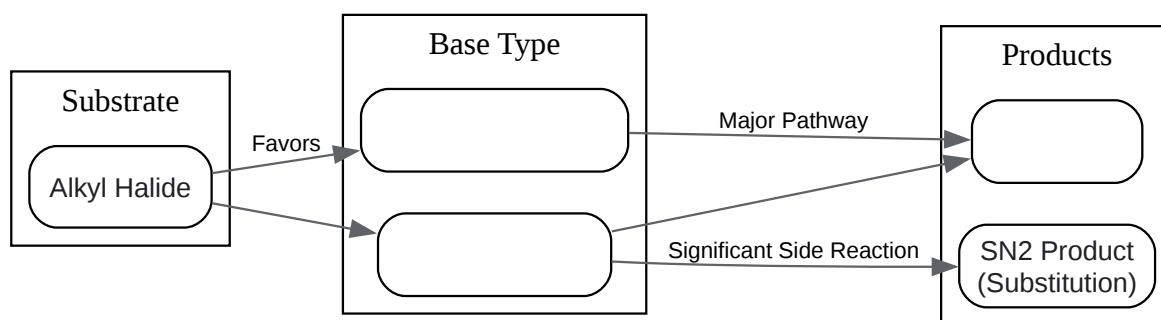 Substrate
Alkyl Halide
Favors
Base Type
Major Pathway
Significant Side Reaction
Products
SN2 Product
(Substitution)